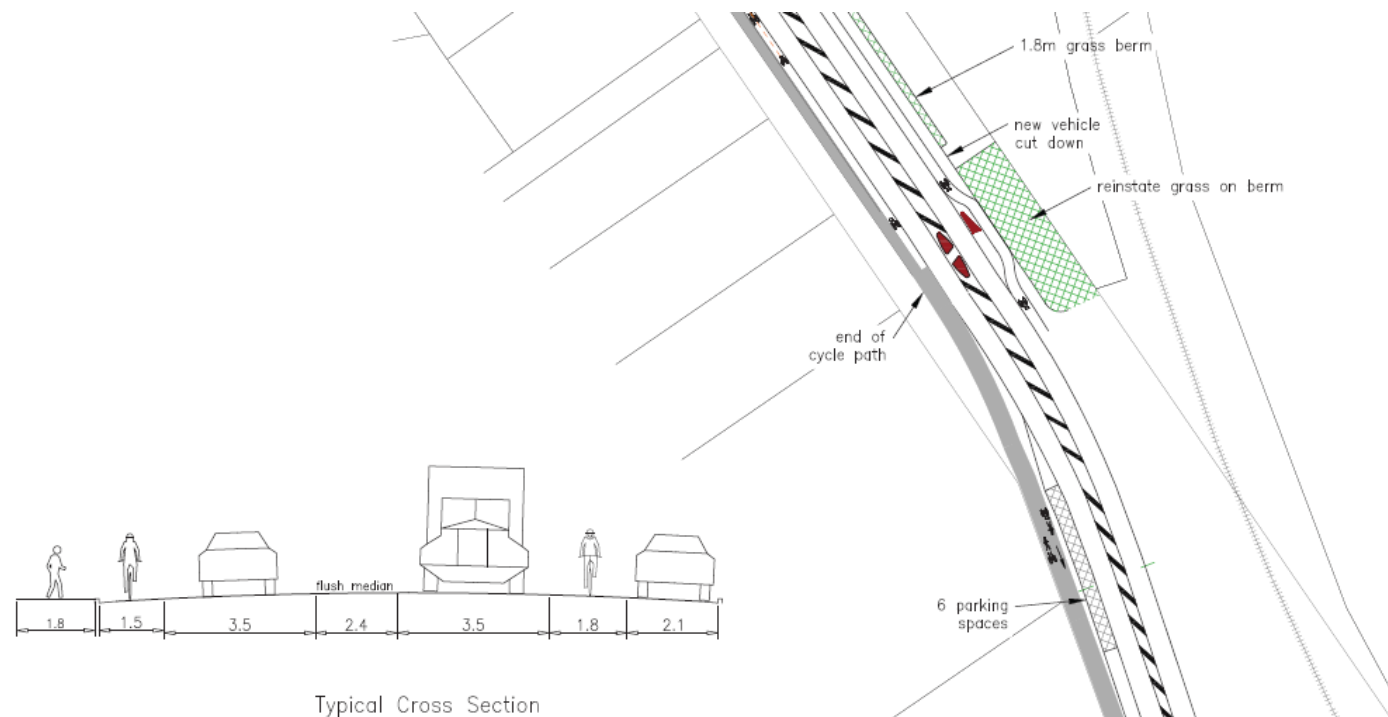 1.8m grass berm
new vehicle
cut down
reinstate grass on berm
end of
cycle path
6 parking
spaces
flush median
1.8 1.5 3.5 2.4 3.5 1.8 2.1
Typical Cross Section